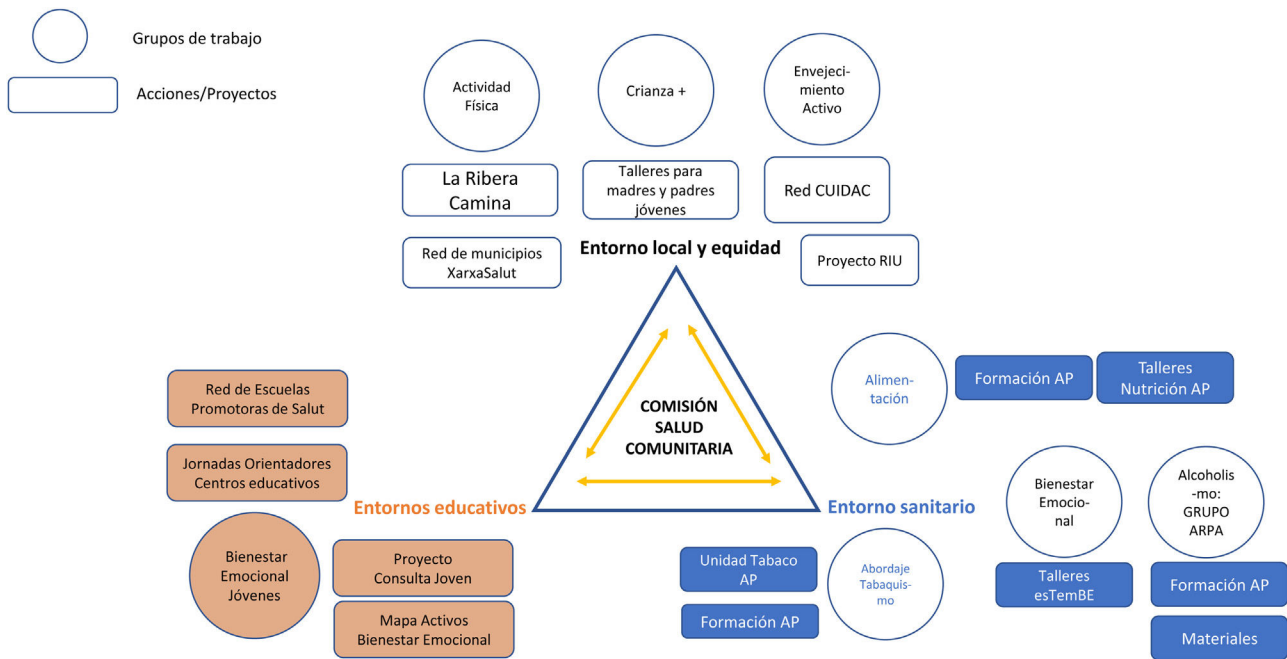 Grupos de trabajo
Acciones/Proyectos
Actividad
Física
Crianza +
Envejeci-
miento
Activo
La Ribera
Camina
Talleres para
madres y padres
jóvenes
Red CUIDAC
Red de municipios
XarxaSalut
Entorno local y equidad
Proyecto RIU
COMISIÓN
SALUD
COMUNITARIA
Red de Escuelas
Promotoras de Salut
Jornadas Orientadores
Centros educativos
Entornos educativos
Bienestar
Emocional
Jóvenes
Proyecto
Consulta Joven
Mapa Activos
Bienestar Emocional
Alimen-
tación
Formación AP
Talleres
Nutrición AP
Entorno sanitario
Bienestar
Emocio-
nal
Alcoholis
-mo:
GRUPO
ARPA
Unidad Tabaco
AP
Formación AP
Abordaje
Tabaquis-
mo
Talleres
esTemBE
Formación AP
Materiales